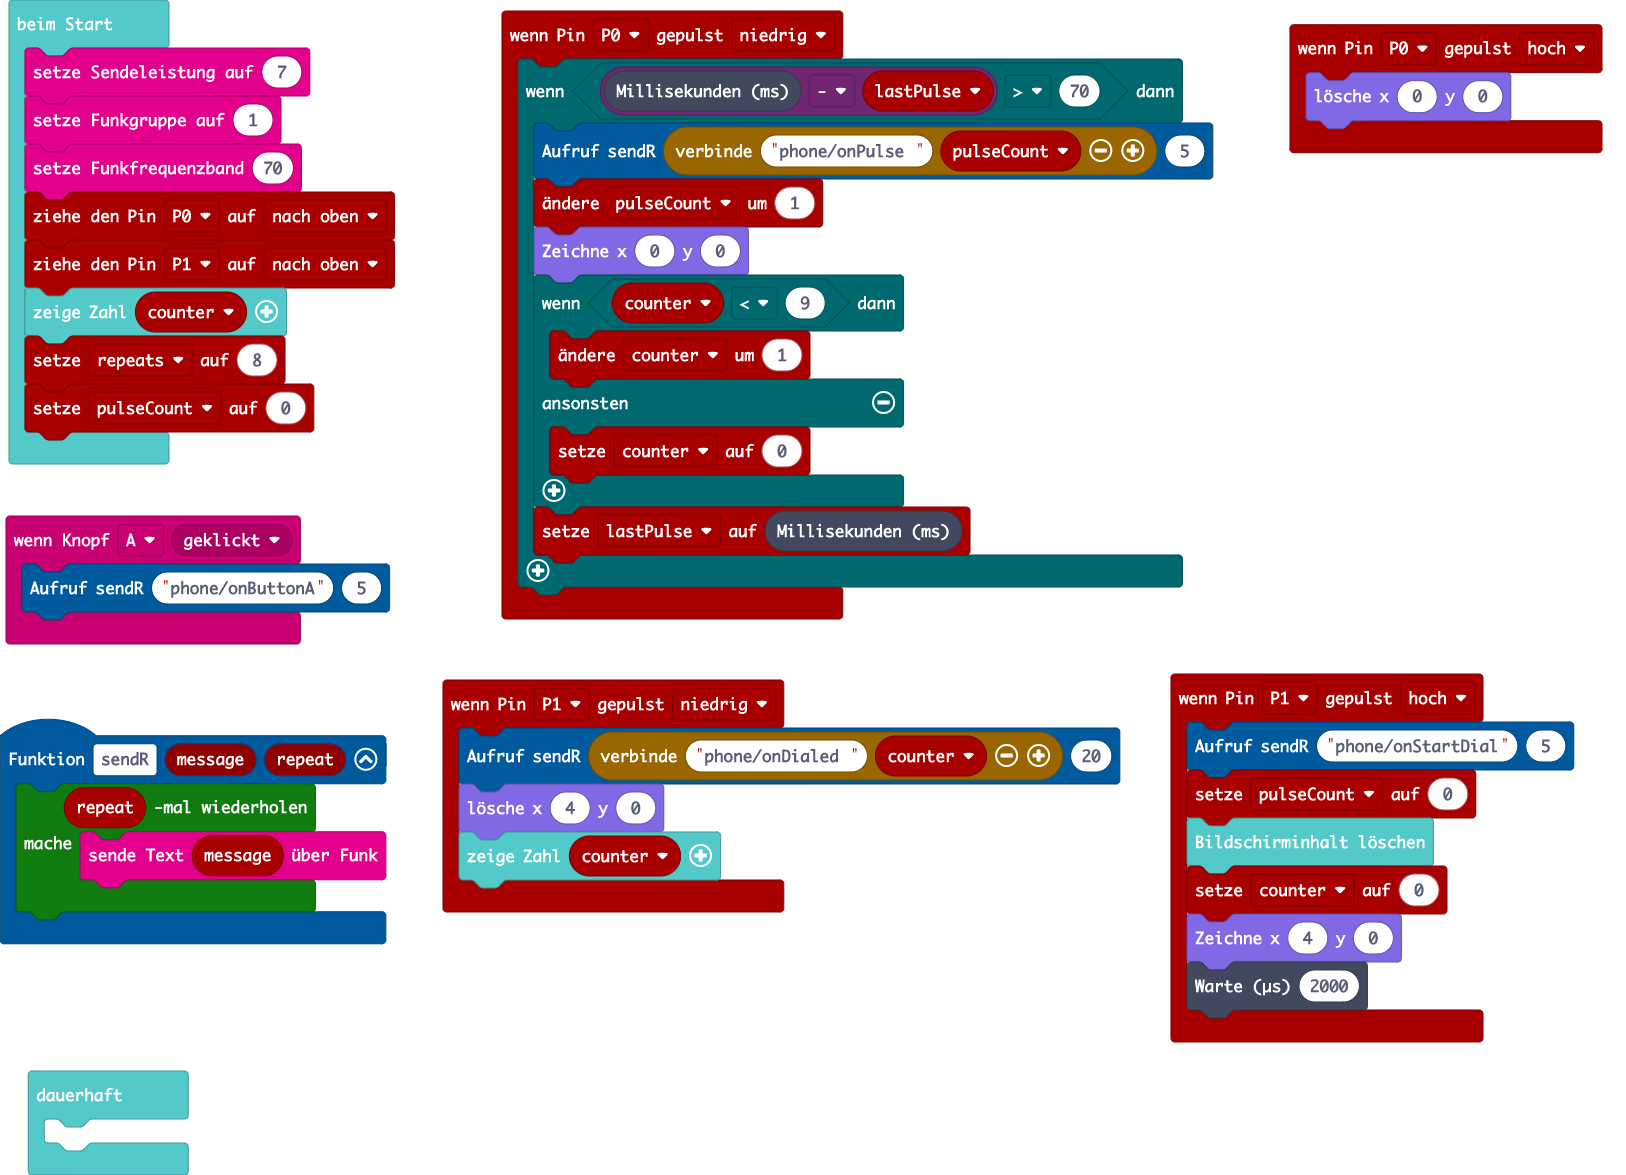 beim Start
setze Sendeleistung auf 7
setze Funkgruppe auf 1
setze Funkfrequenzband 70
ziehe den Pin P0 auf nach oben
ziehe den Pin P1 auf nach oben
zeige Zahl counter
setze repeats auf 8
setze pulseCount auf 0
wenn Knopf A geklickt
Aufruf sendR "phone/onButtonA" 5
Funktion sendR message repeat
repeat -mal wiederholen
mache
sende Text message über Funk
dauerhaft
wenn Pin P0 gepulst niedrig
wenn Millisekunden (ms) - lastPulse > 70 dann
Aufruf sendR verbinde "phone/onPulse " pulseCount 5
ändere pulseCount um 1
Zeichne x 0 y 0
wenn counter < 9 dann
ändere counter um 1
ansonsten
setze counter auf 0
setze lastPulse auf Millisekunden (ms)
wenn Pin P0 gepulst hoch
lösche x 0 y 0
wenn Pin P1 gepulst niedrig
Aufruf sendR verbinde "phone/onDialed " counter 20
lösche x 4 y 0
zeige Zahl counter
wenn Pin P1 gepulst hoch
Aufruf sendR "phone/onStartDial" 5
setze pulseCount auf 0
Bildschirminhalt löschen
setze counter auf 0
Zeichne x 4 y 0
Warte (µs) 2000